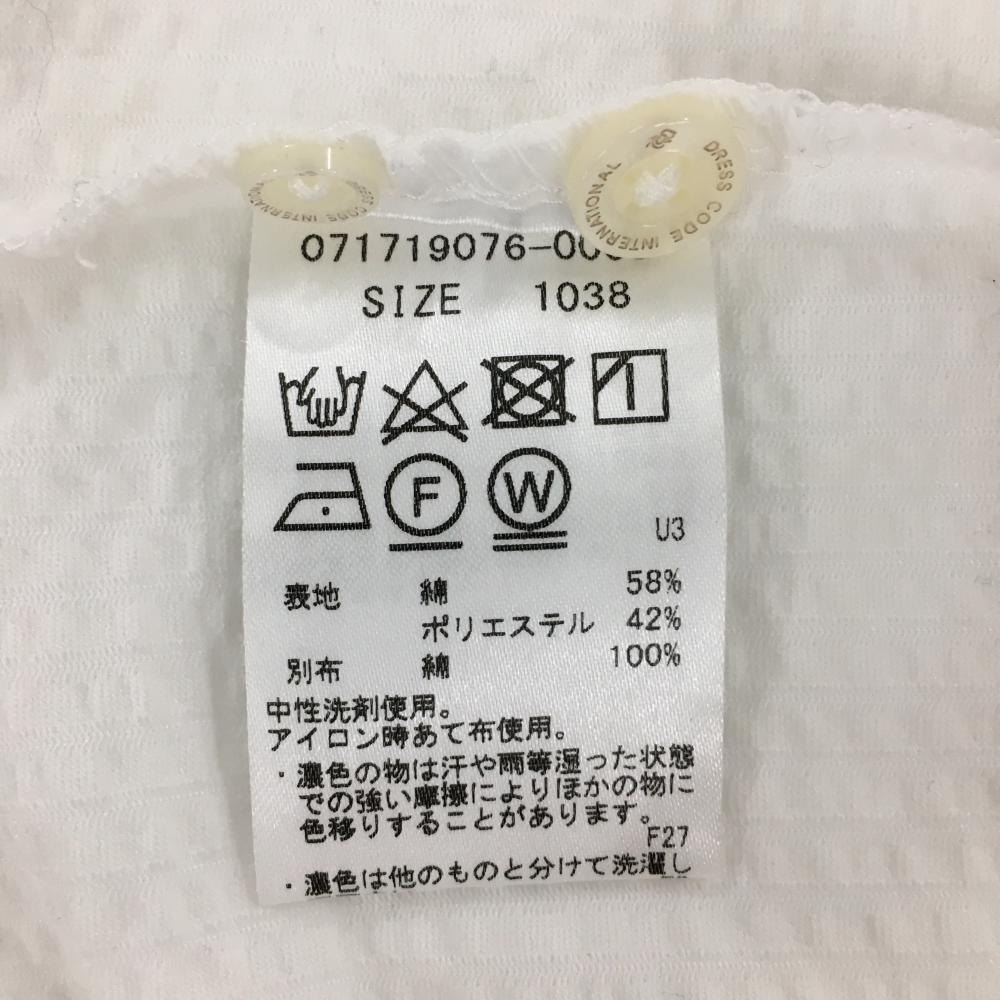 DRESS CODE INTERNATIONAL
071719076-00
SIZE 1038
F W
U3
表地 綿 58%
ポリエステル 42%
別布 綿 100%
中性洗剤使用。
アイロン時あて布使用。
・濃色の物は汗や雨等湿った状態
での強い摩擦によりほかの物に
色移りすることがあります。
F27
・濃色は他のものと分けて洗濯し